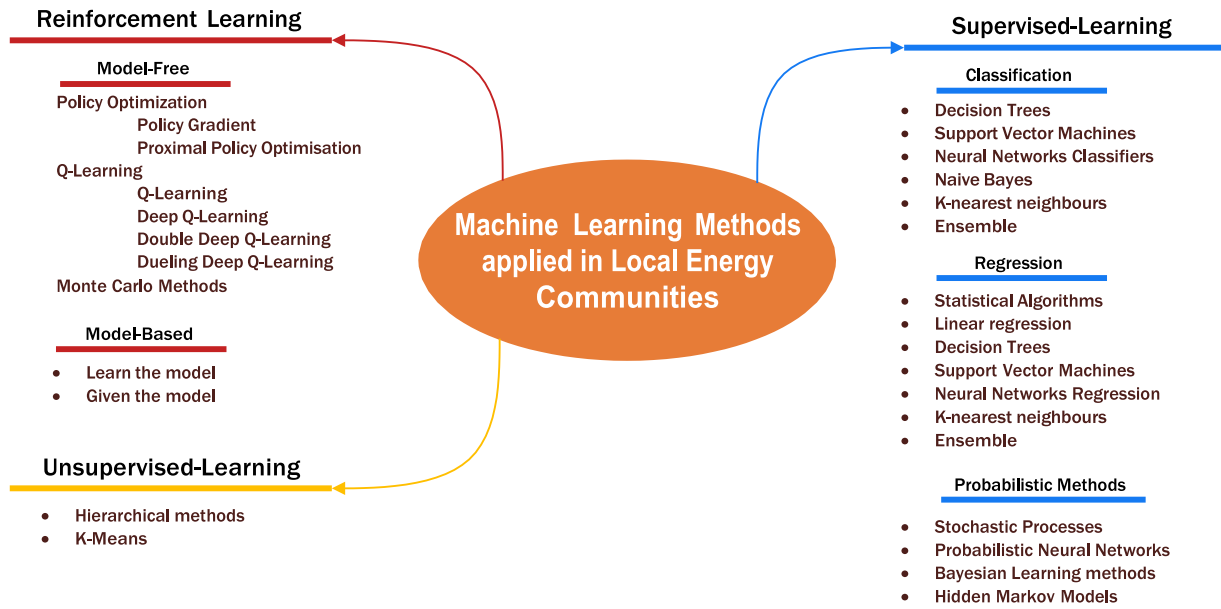 Reinforcement Learning
Model-Free
Policy Optimization
Policy Gradient
Proximal Policy Optimisation
Q-Learning
Q-Learning
Deep Q-Learning
Double Deep Q-Learning
Dueling Deep Q-Learning
Monte Carlo Methods
Model-Based
• Learn the model
• Given the model
Unsupervised-Learning
• Hierarchical methods
• K-Means
Machine Learning Methods
applied in Local Energy
Communities
Supervised-Learning
Classification
• Decision Trees
• Support Vector Machines
• Neural Networks Classifiers
• Naive Bayes
• K-nearest neighbours
• Ensemble
Regression
• Statistical Algorithms
• Linear regression
• Decision Trees
• Support Vector Machines
• Neural Networks Regression
• K-nearest neighbours
• Ensemble
Probabilistic Methods
• Stochastic Processes
• Probabilistic Neural Networks
• Bayesian Learning methods
• Hidden Markov Models